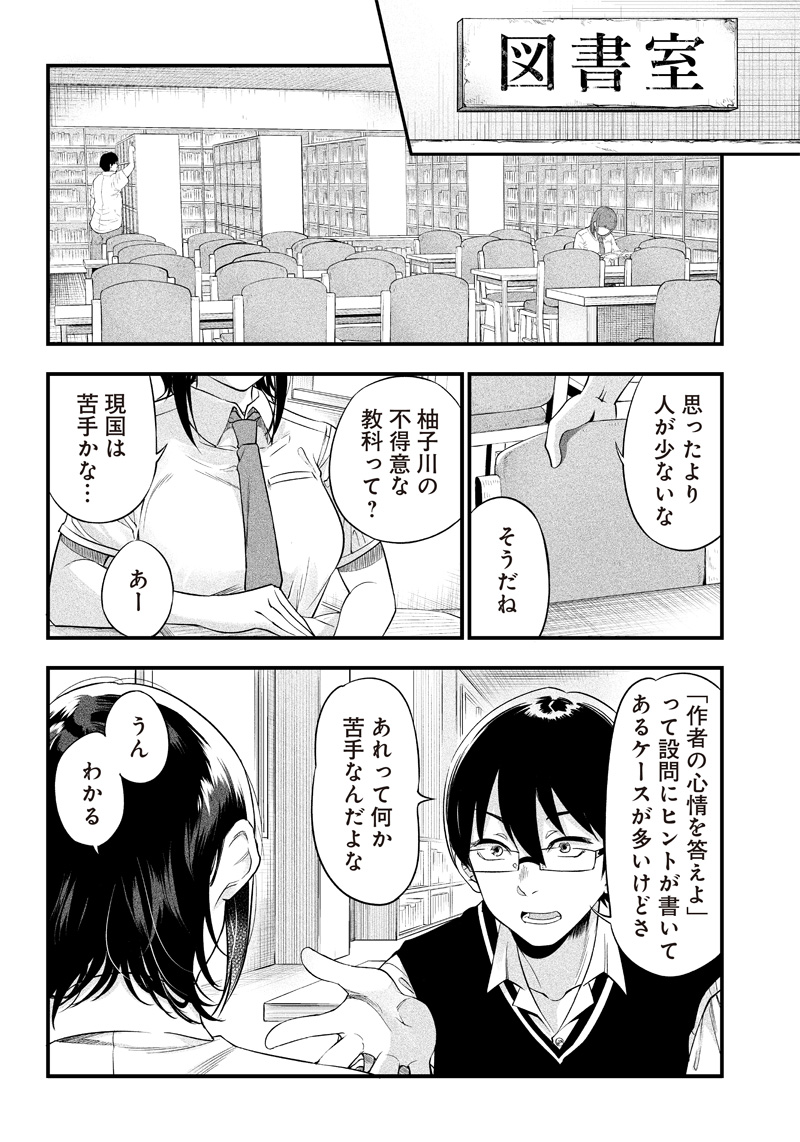 図書室
思ったより
人が少ないな
そうだね
柚子川の
不得意な
教科って?
現国は
苦手かな…
あー
「作者の心情を答えよ」
って設問にヒントが書いて
あるケースが多いけどさ
あれって何か
苦手なんだよな
うん
わかる